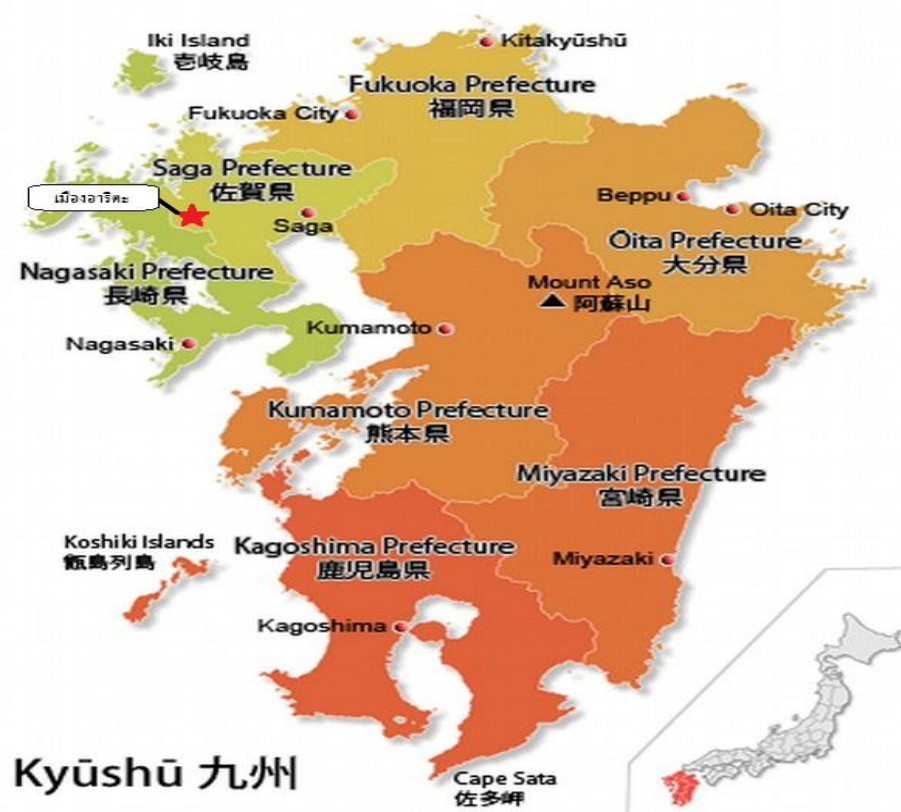 Iki Island
壱岐島
Kitakyūshū
Fukuoka Prefecture
福岡県
Fukuoka City
Saga Prefecture
佐賀県
เมืองอาริตะ
Saga
Beppu
Oita City
Ōita Prefecture
大分県
Nagasaki Prefecture
長崎県
Mount Aso
阿蘇山
Kumamoto
Nagasaki
Kumamoto Prefecture
熊本県
Miyazaki Prefecture
宮崎県
Koshiki Islands
甑島列島
Kagoshima Prefecture
鹿児島県
Miyazaki
Kagoshima
Kyūshū 九州
Cape Sata
佐多岬